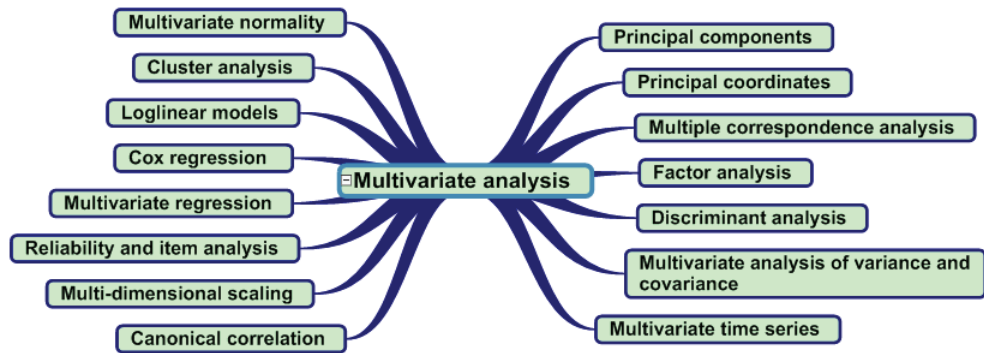 Multivariate normality
Cluster analysis
Loglinear models
Cox regression
Multivariate regression
Reliability and item analysis
Multi-dimensional scaling
Canonical correlation
Multivariate analysis
Principal components
Principal coordinates
Multiple correspondence analysis
Factor analysis
Discriminant analysis
Multivariate analysis of variance and
covariance
Multivariate time series